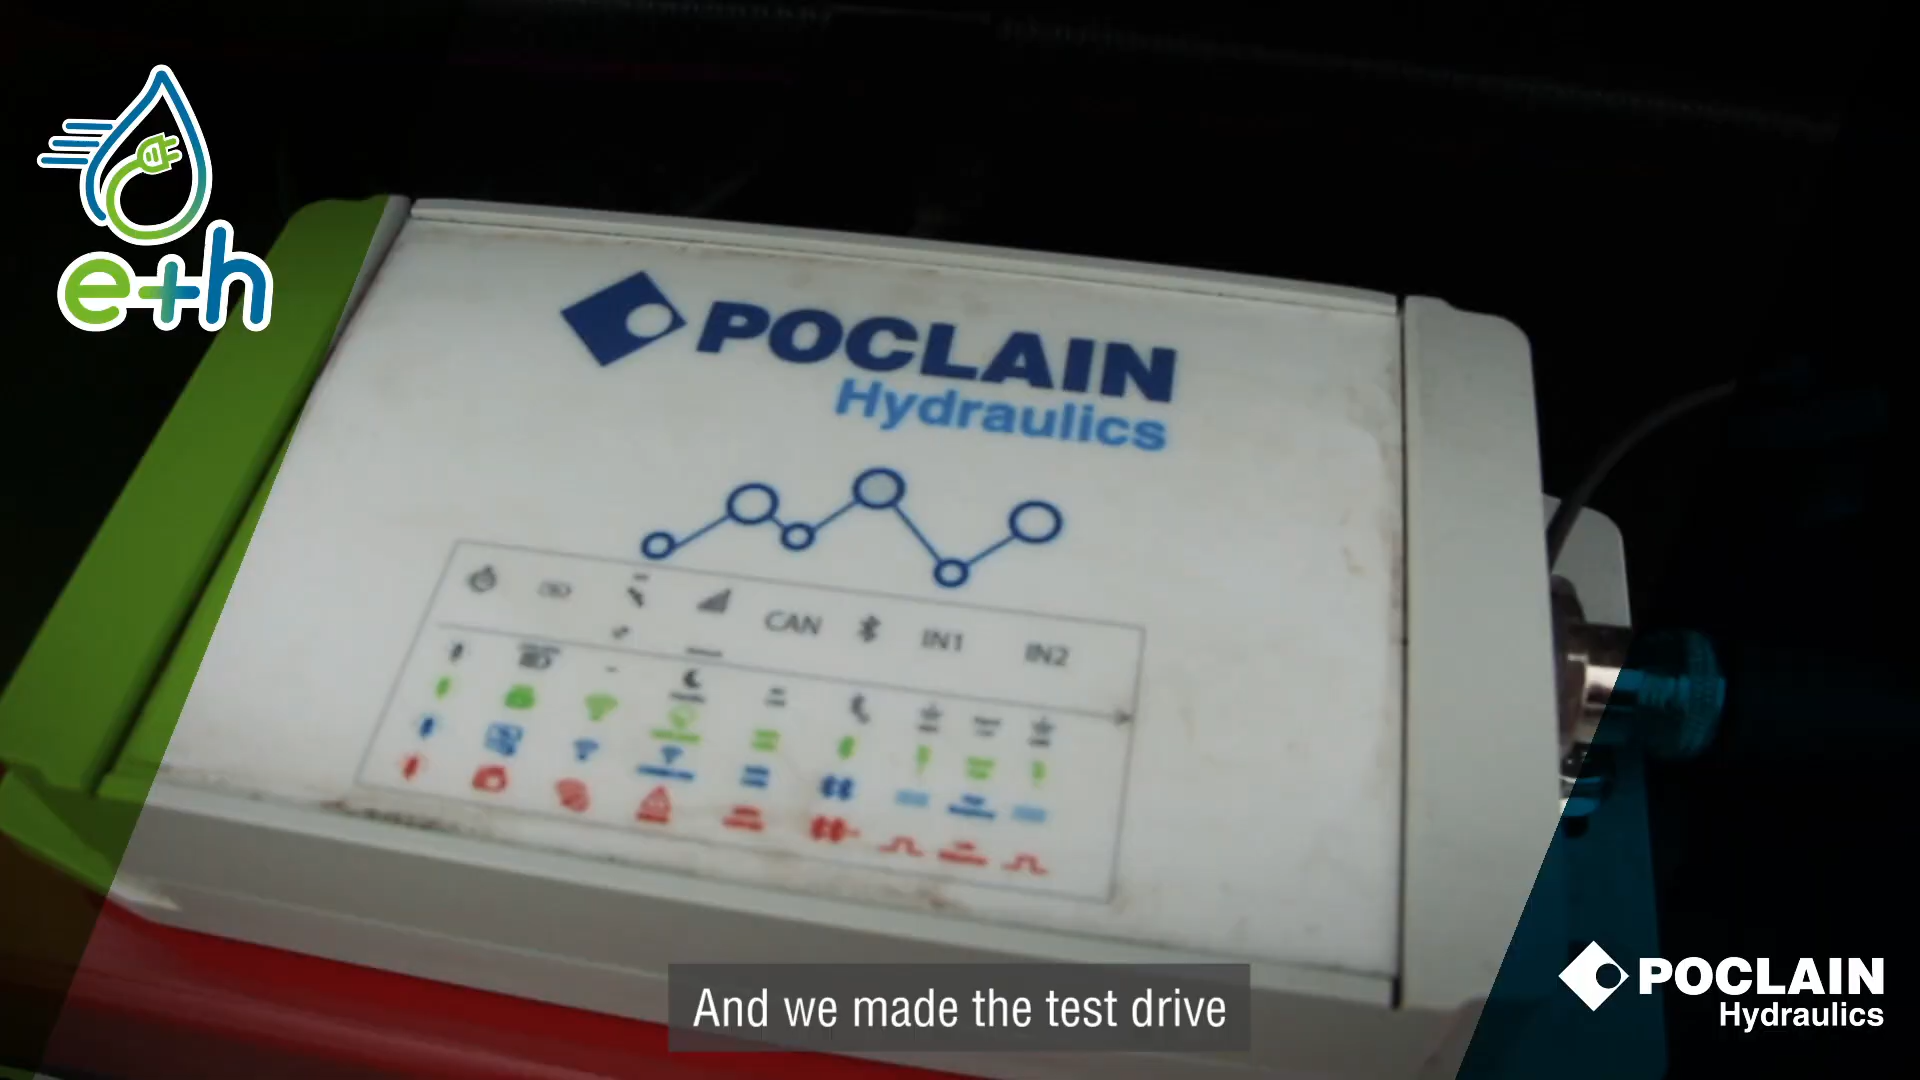 e+h
POCLAIN
Hydraulics
CAN IN1 IN2
And we made the test drive
POCLAIN
Hydraulics